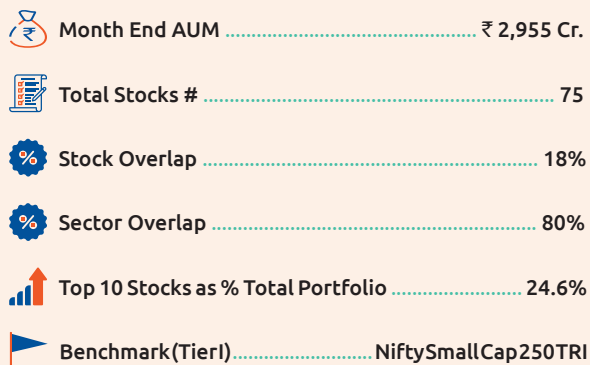 Month End AUM ........................................... ₹ 2,955 Cr.
Total Stocks # ............................................................ 75
Stock Overlap .......................................................... 18%
Sector Overlap ......................................................... 80%
Top 10 Stocks as % Total Portfolio ...................... 24.6%
Benchmark(TierI)........................NiftySmallCap250TRI